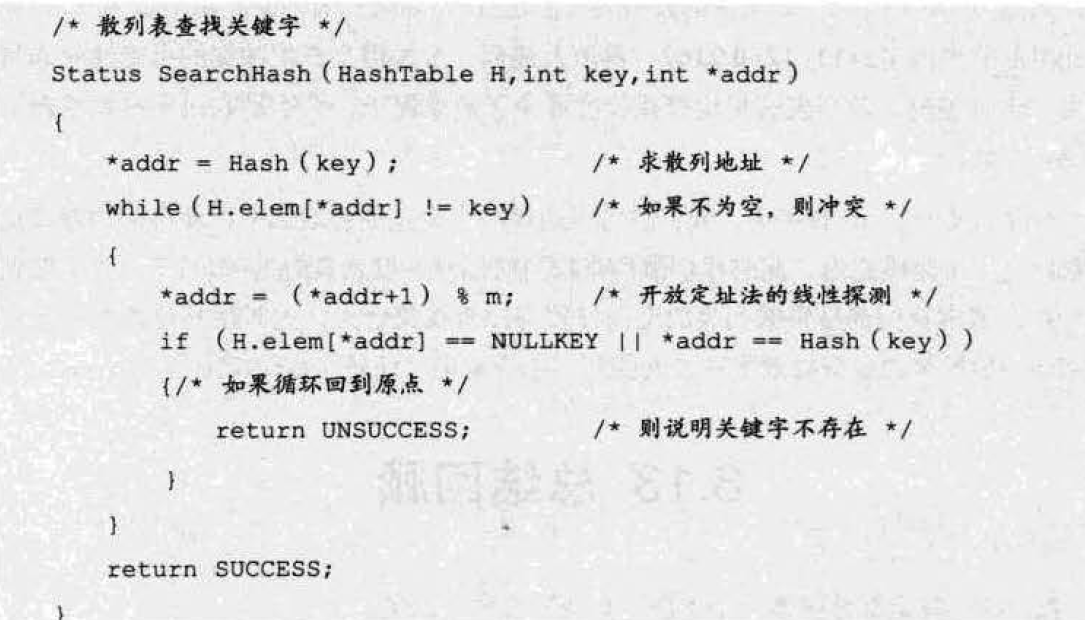 /* 散列表查找关键字 */
Status SearchHash(HashTable H,int key,int *addr)
{
*addr = Hash(key); /* 求散列地址 */
while(H.elem[*addr] != key) /* 如果不为空，则冲突 */
{
*addr = (*addr+1) % m; /* 开放定址法的线性探测 */
if (H.elem[*addr] == NULLKEY || *addr == Hash(key))
{/* 如果循环回到原点 */
return UNSUCCESS; /* 则说明关键字不存在 */
}
}
return SUCCESS;
}